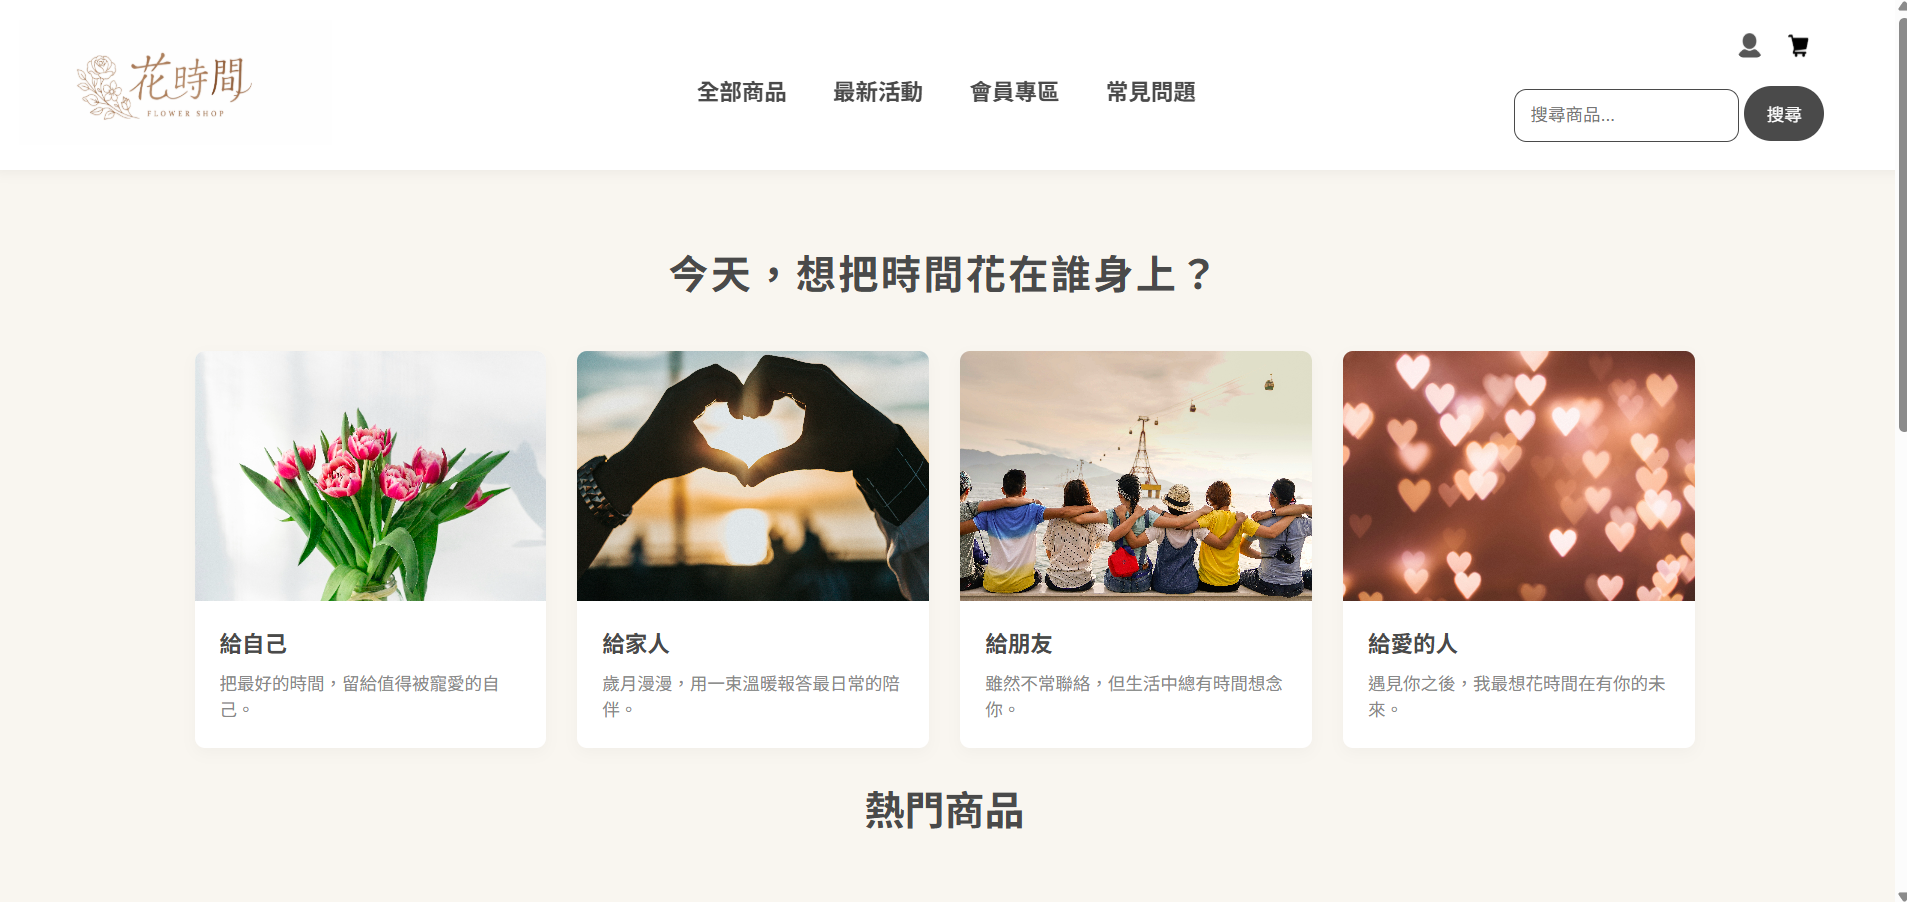 花時間
FLOWER SHOP
全部商品 最新活動 會員專區 常見問題
搜尋商品...
搜尋
今天，想把時間花在誰身上？
給自己
把最好的時間，留給值得被寵愛的自
己。
給家人
歲月漫漫，用一束溫暖報答最日常的陪
伴。
給朋友
雖然不常聯絡，但生活中總有時間想念
你。
給愛的人
遇見你之後，我最想花時間在有你的未
來。
熱門商品